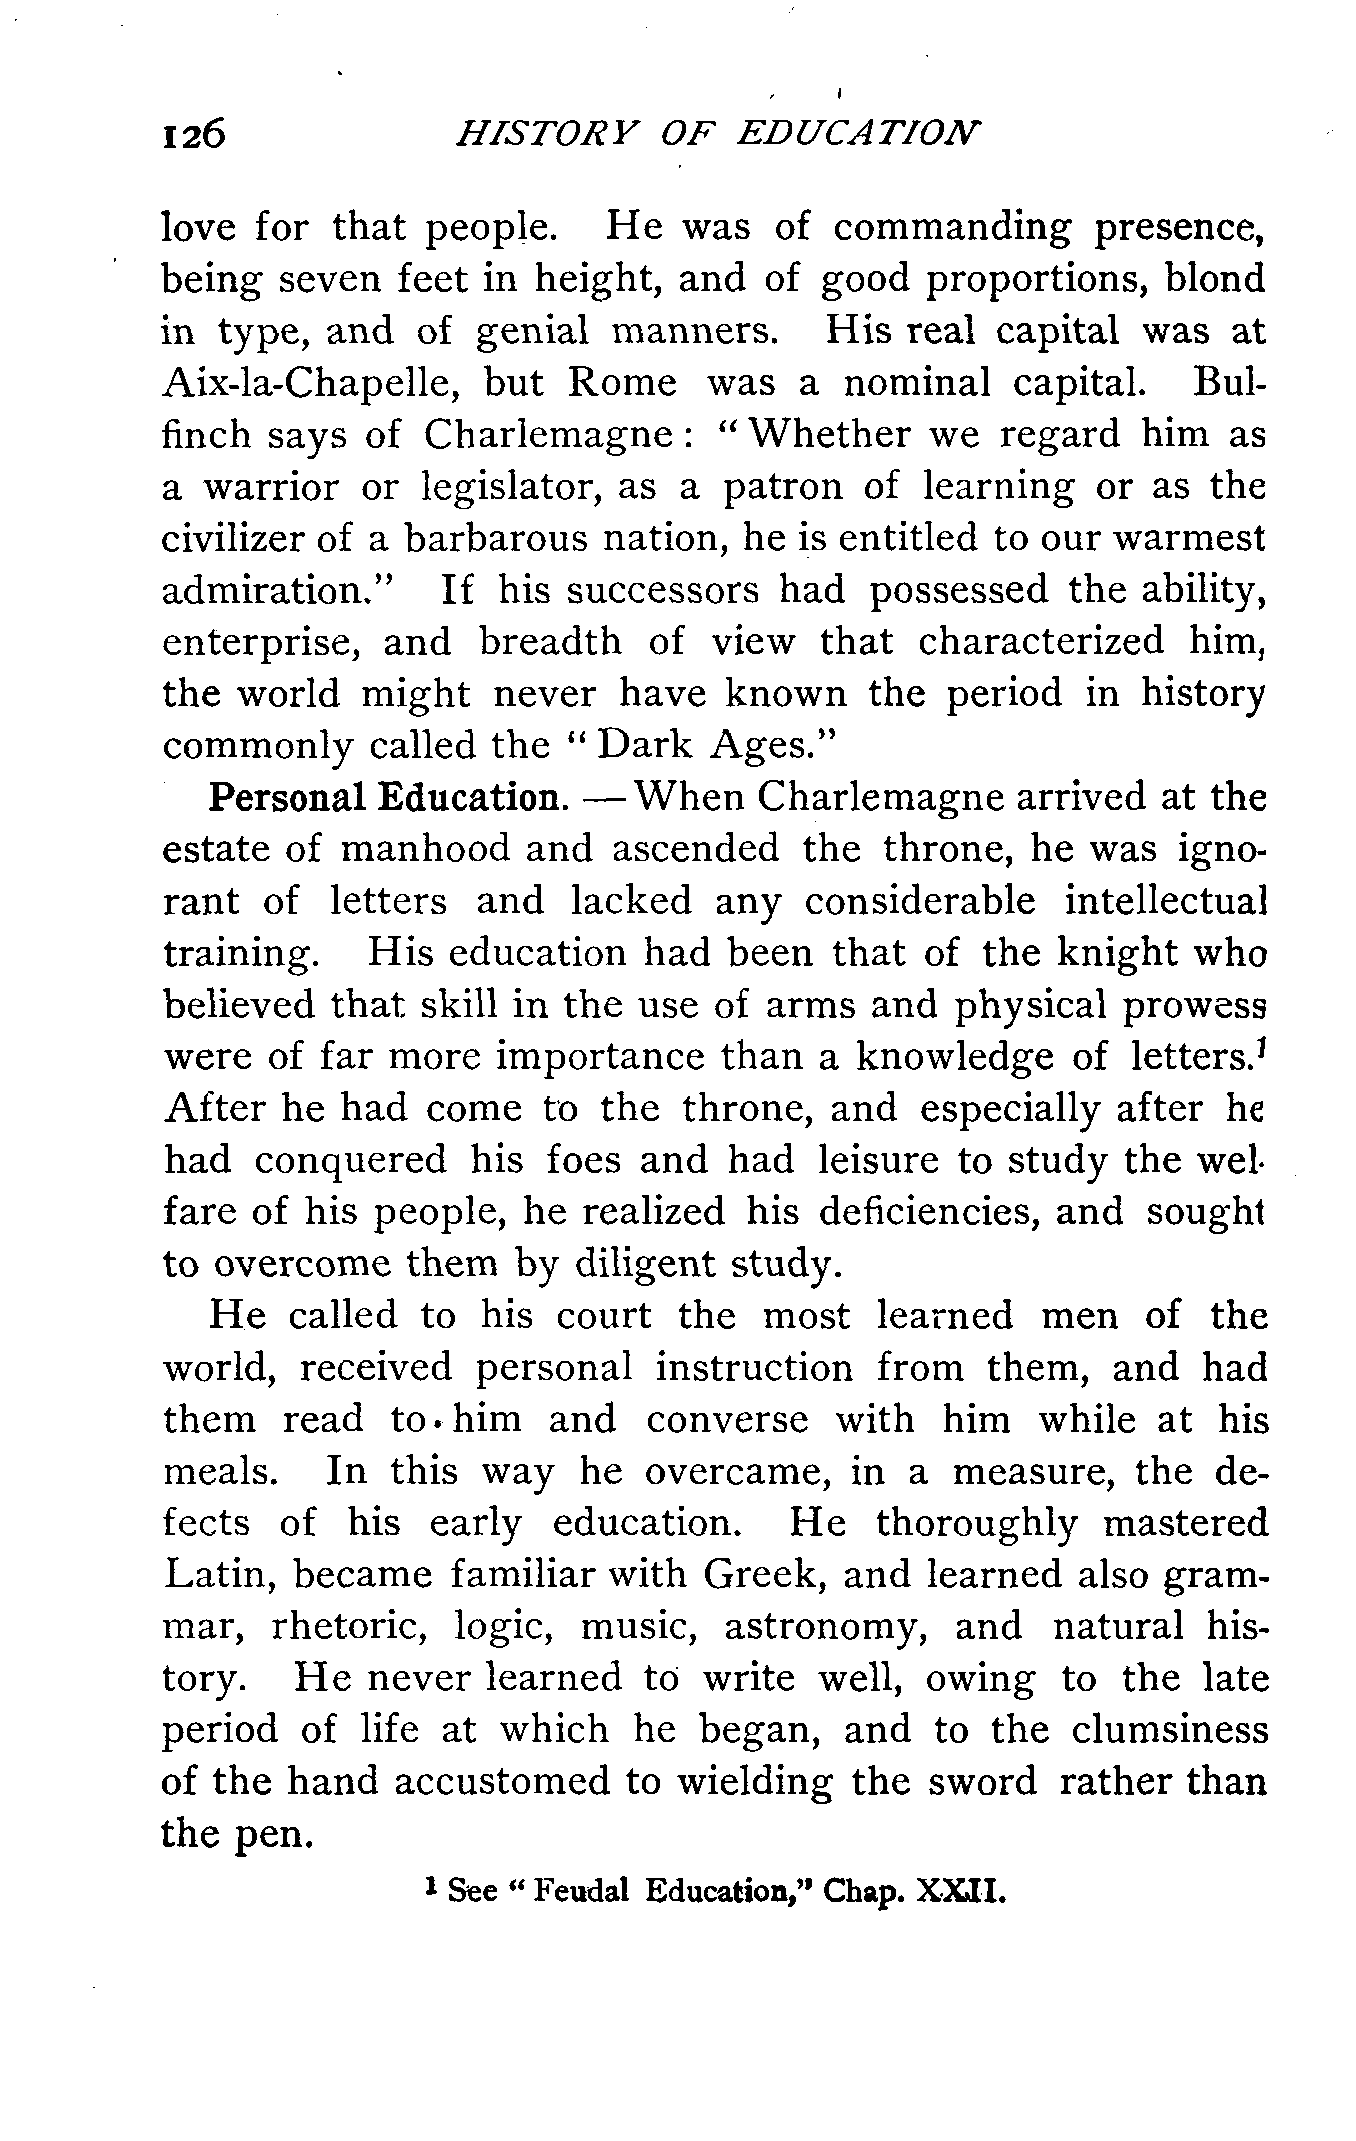 126 HISTORY OF EDUCATION
love for that people. He was of commanding presence,
being seven feet in height, and of good proportions, blond
in type, and of genial manners. His real capital was at
Aix-la-Chapelle, but Rome was a nominal capital. Bul-
finch says of Charlemagne : “ Whether we regard him as
a warrior or legislator, as a patron of learning or as the
civilizer of a barbarous nation, he is entitled to our warmest
admiration.” If his successors had possessed the ability,
enterprise, and breadth of view that characterized him,
the world might never have known the period in history
commonly called the “ Dark Ages.”
Personal Education. — When Charlemagne arrived at the
estate of manhood and ascended the throne, he was igno-
rant of letters and lacked any considerable intellectual
training. His education had been that of the knight who
believed that skill in the use of arms and physical prowess
were of far more importance than a knowledge of letters.¹
After he had come to the throne, and especially after he
had conquered his foes and had leisure to study the wel-
fare of his people, he realized his deficiencies, and sought
to overcome them by diligent study.
He called to his court the most learned men of the
world, received personal instruction from them, and had
them read to him and converse with him while at his
meals. In this way he overcame, in a measure, the de-
fects of his early education. He thoroughly mastered
Latin, became familiar with Greek, and learned also gram-
mar, rhetoric, logic, music, astronomy, and natural his-
tory. He never learned to write well, owing to the late
period of life at which he began, and to the clumsiness
of the hand accustomed to wielding the sword rather than
the pen.
¹ See “ Feudal Education,” Chap. XXII.